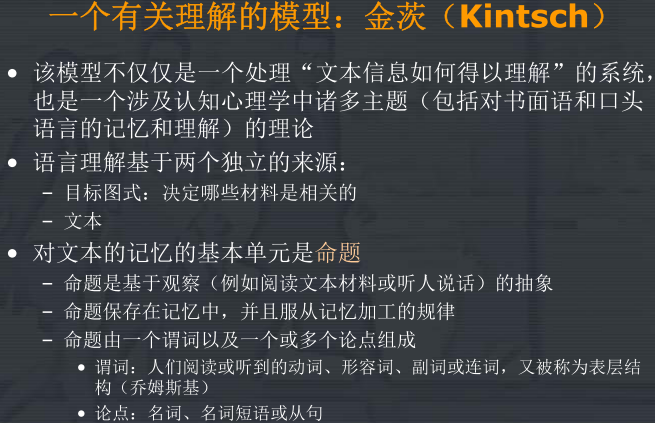 一个有关理解的模型：金茨（Kintsch）
• 该模型不仅仅是一个处理“文本信息如何得以理解”的系统，
也是一个涉及认知心理学中诸多主题（包括对书面语和口头
语言的记忆和理解）的理论
• 语言理解基于两个独立的来源：
– 目标图式：决定哪些材料是相关的
– 文本
• 对文本的记忆的基本单元是命题
– 命题是基于观察（例如阅读文本材料或听人说话）的抽象
– 命题保存在记忆中，并且服从记忆加工的规律
– 命题由一个谓词以及一个或多个论点组成
• 谓词：人们阅读或听到的动词、形容词、副词或连词，又被称为表层结
构（乔姆斯基）
• 论点：名词、名词短语或从句